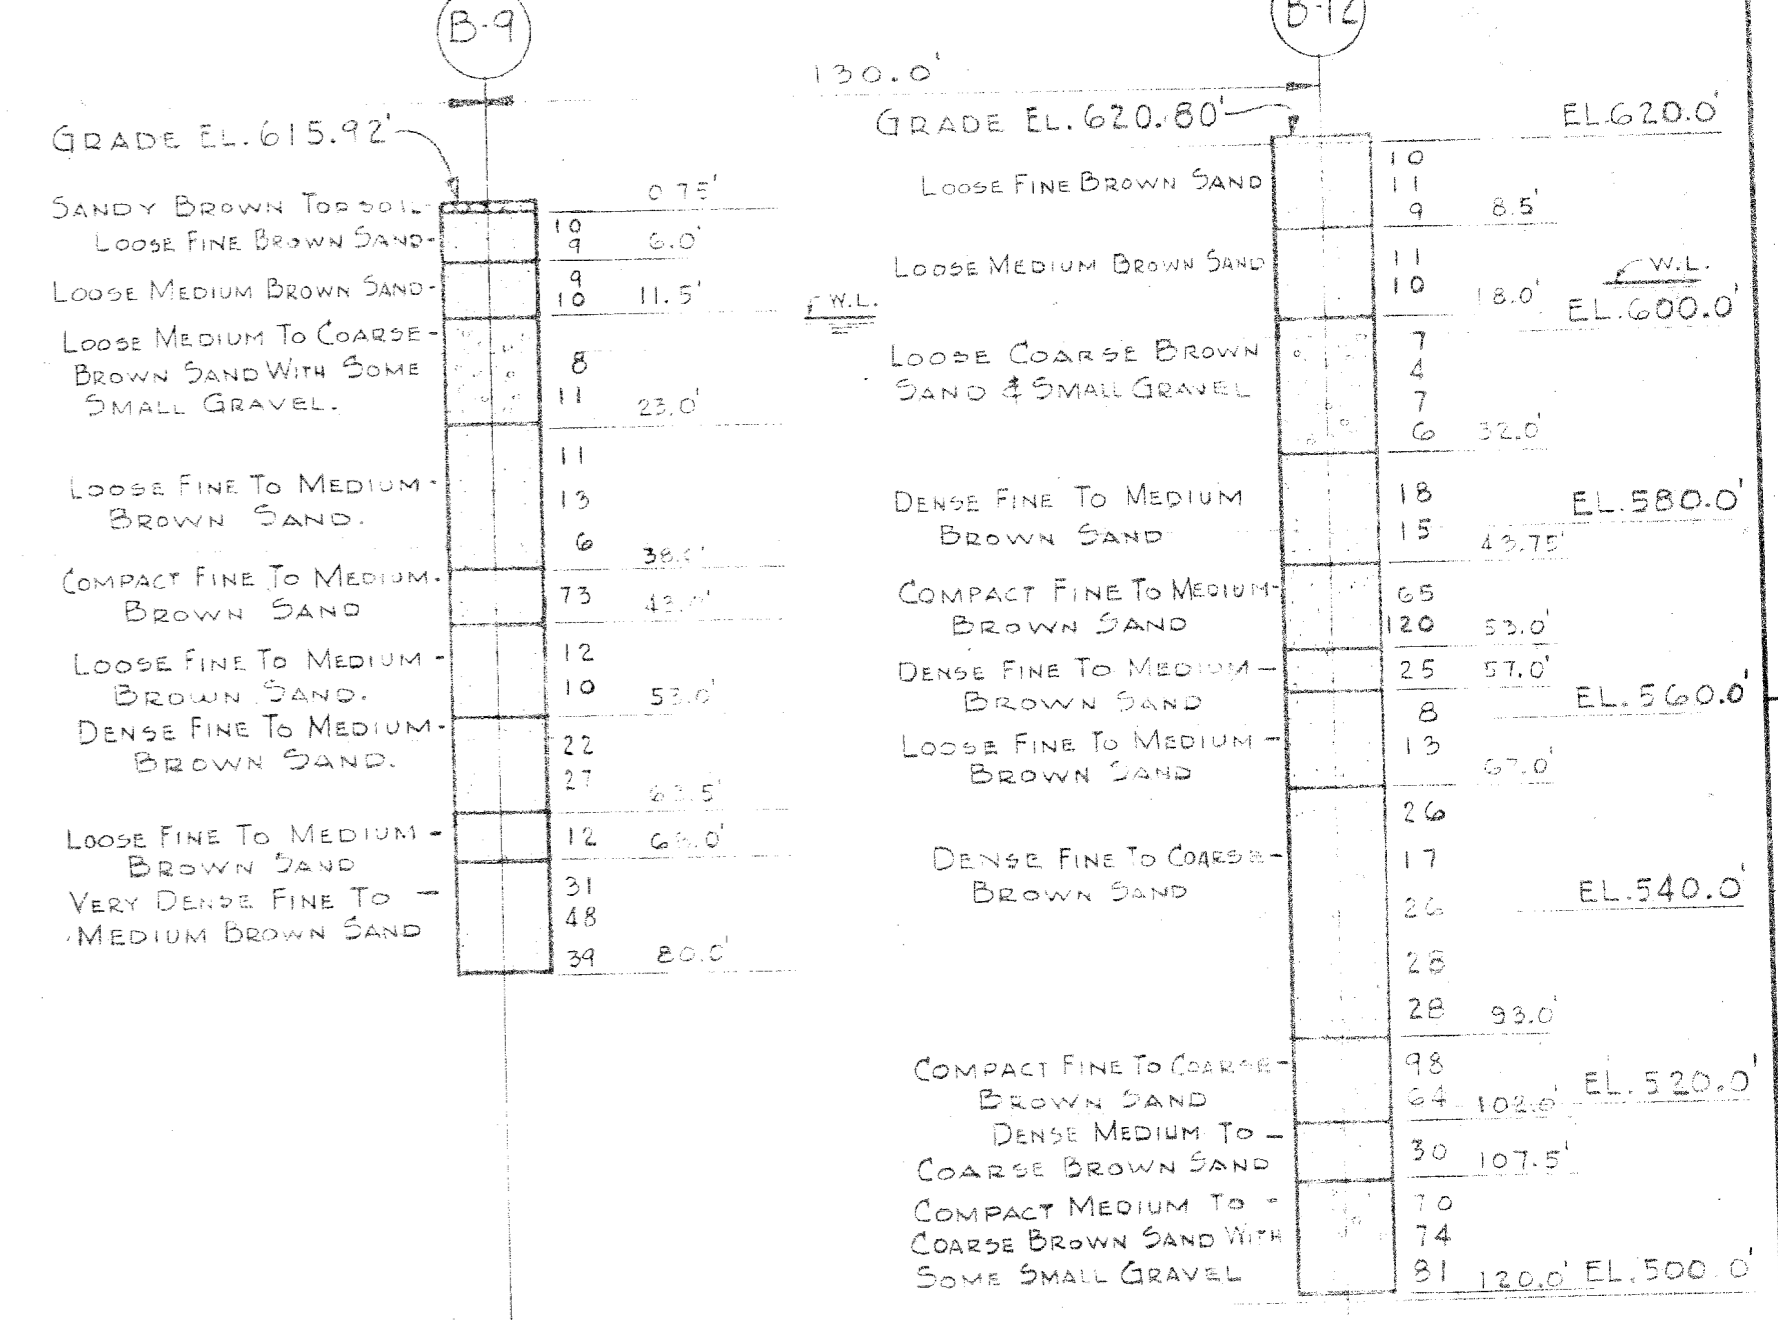 B-9
GRADE EL. 615.92'
SANDY BROWN TOPSOIL
0.75'
LOOSE FINE BROWN SAND
10
9
6.0'
LOOSE MEDIUM BROWN SAND
9
10
11.5'
W.L.
LOOSE MEDIUM TO COARSE
BROWN SAND WITH SOME
SMALL GRAVEL.
8
11
23.0'
LOOSE FINE TO MEDIUM
BROWN SAND.
11
13
6
COMPACT FINE TO MEDIUM
BROWN SAND
73
43.0'
LOOSE FINE TO MEDIUM
BROWN SAND.
12
10
53.0'
DENSE FINE TO MEDIUM
BROWN SAND.
22
27
63.5'
LOOSE FINE TO MEDIUM
BROWN SAND
12
VERY DENSE FINE TO
MEDIUM BROWN SAND
31
48
39
80.0'
130.0'
B-12
GRADE EL. 620.80'
EL. 620.0'
LOOSE FINE BROWN SAND
10
11
9
8.5'
LOOSE MEDIUM BROWN SAND
11
10
18.0'
W.L.
EL. 600.0'
LOOSE COARSE BROWN
SAND & SMALL GRAVEL
7
4
7
6
32.0'
DENSE FINE TO MEDIUM
BROWN SAND
18
15
43.75'
EL. 580.0'
COMPACT FINE TO MEDIUM
BROWN SAND
65
120
53.0'
DENSE FINE TO MEDIUM
BROWN SAND
25
57.0'
EL. 560.0'
LOOSE FINE TO MEDIUM
BROWN SAND
8
13
67.0'
DENSE FINE TO COARSE
BROWN SAND
26
17
26
28
28
93.0'
EL. 540.0'
COMPACT FINE TO COARSE
BROWN SAND
98
64
102.0'
EL. 520.0'
DENSE MEDIUM TO
COARSE BROWN SAND
30
107.5'
COMPACT MEDIUM TO
COARSE BROWN SAND WITH
SOME SMALL GRAVEL
70
74
81
120.0'
EL. 500.0'